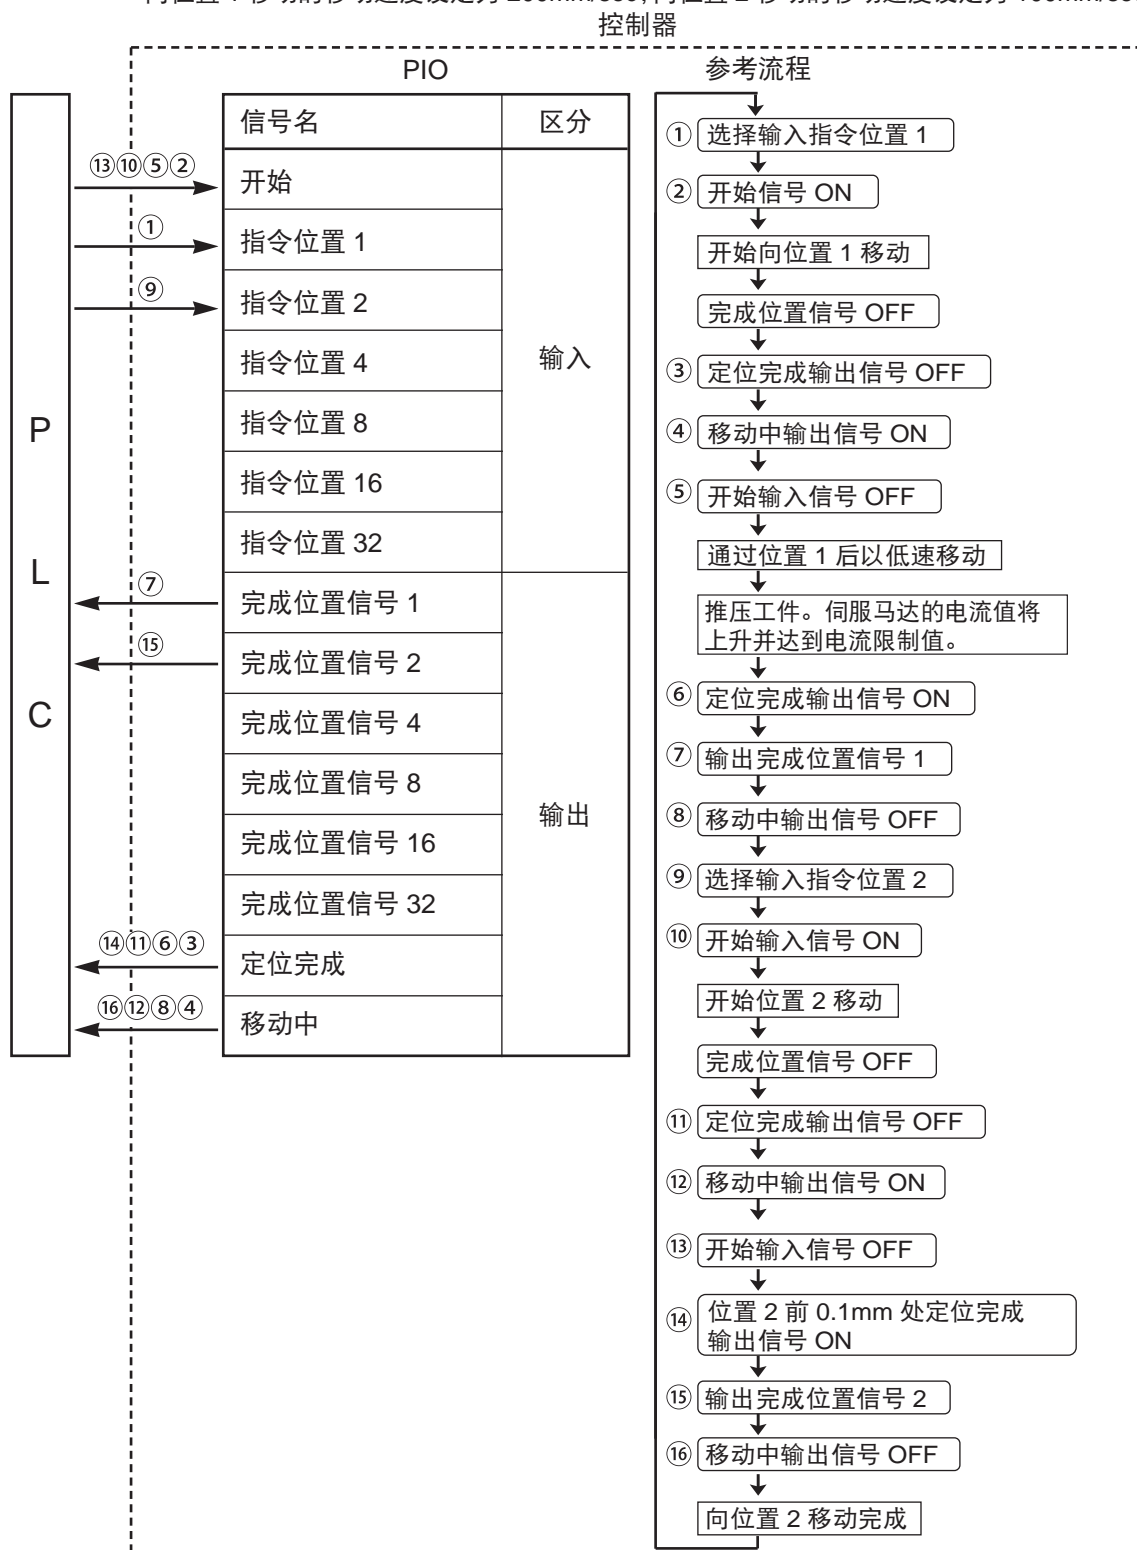 控制器
PIO
参考流程
信号名
区分
⑬⑩⑤②
开始
①
指令位置 1
⑨
指令位置 2
指令位置 4
输入
指令位置 8
指令位置 16
指令位置 32
P
L
C
⑦
完成位置信号 1
⑮
完成位置信号 2
完成位置信号 4
完成位置信号 8
输出
完成位置信号 16
完成位置信号 32
⑭⑪⑥③
定位完成
⑯⑫⑧④
移动中
① 选择输入指令位置 1
② 开始信号 ON
开始向位置 1 移动
完成位置信号 OFF
③ 定位完成输出信号 OFF
④ 移动中输出信号 ON
⑤ 开始输入信号 OFF
通过位置 1 后以低速移动
推压工件。伺服马达的电流值将
上升并达到电流限制值。
⑥ 定位完成输出信号 ON
⑦ 输出完成位置信号 1
⑧ 移动中输出信号 OFF
⑨ 选择输入指令位置 2
⑩ 开始输入信号 ON
开始位置 2 移动
完成位置信号 OFF
⑪ 定位完成输出信号 OFF
⑫ 移动中输出信号 ON
⑬ 开始输入信号 OFF
⑭ 位置 2 前 0.1mm 处定位完成
输出信号 ON
⑮ 输出完成位置信号 2
⑯ 移动中输出信号 OFF
向位置 2 移动完成